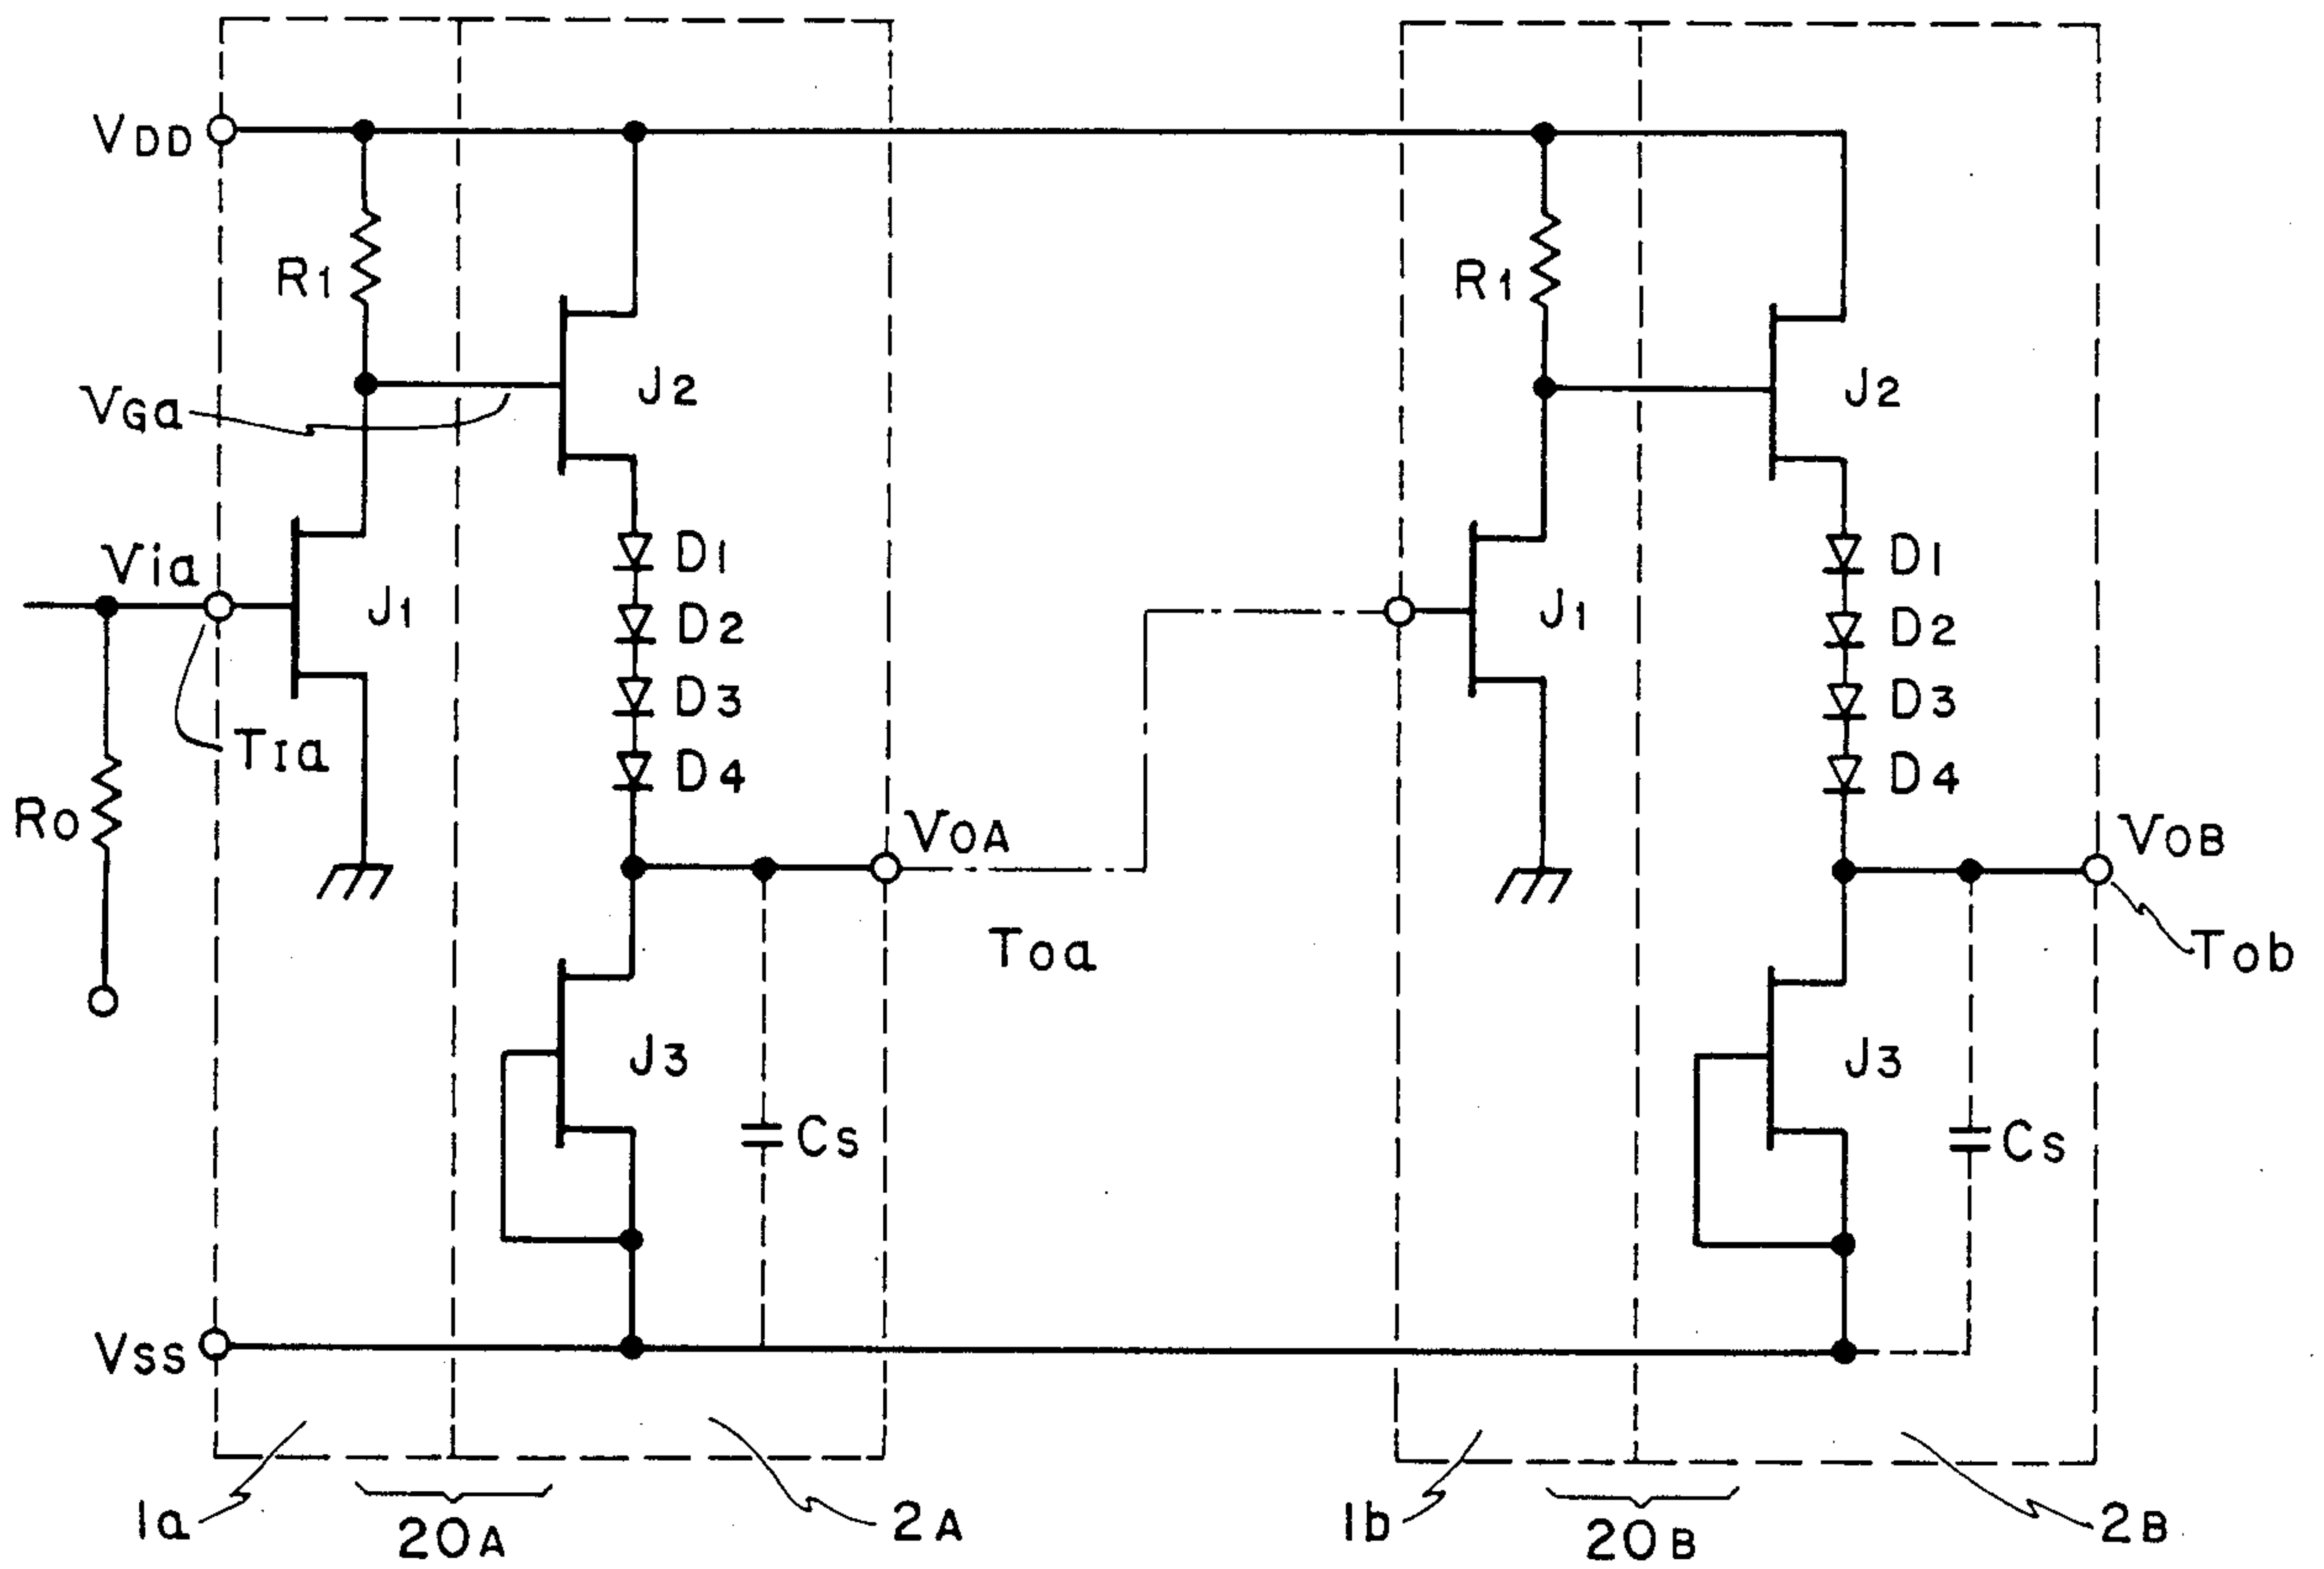 VDD
R1
R1
J2
J2
VGa
D1
D1
Via
J1
J1
D2
D2
D3
D3
TIa
D4
D4
Ro
VOA
VOB
Toa
Tob
J3
J3
Cs
Cs
Vss
1a
20A
2A
1b
20B
2B